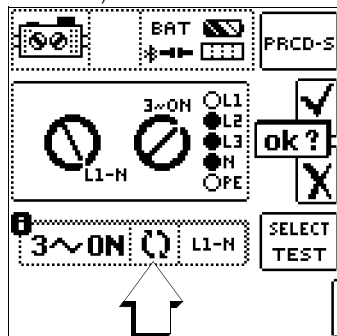 BAT
PRCD-S
3~ON
L1
L2
L3
N
PE
L1-N
ok?
3~ON
L1-N
SELECT
TEST